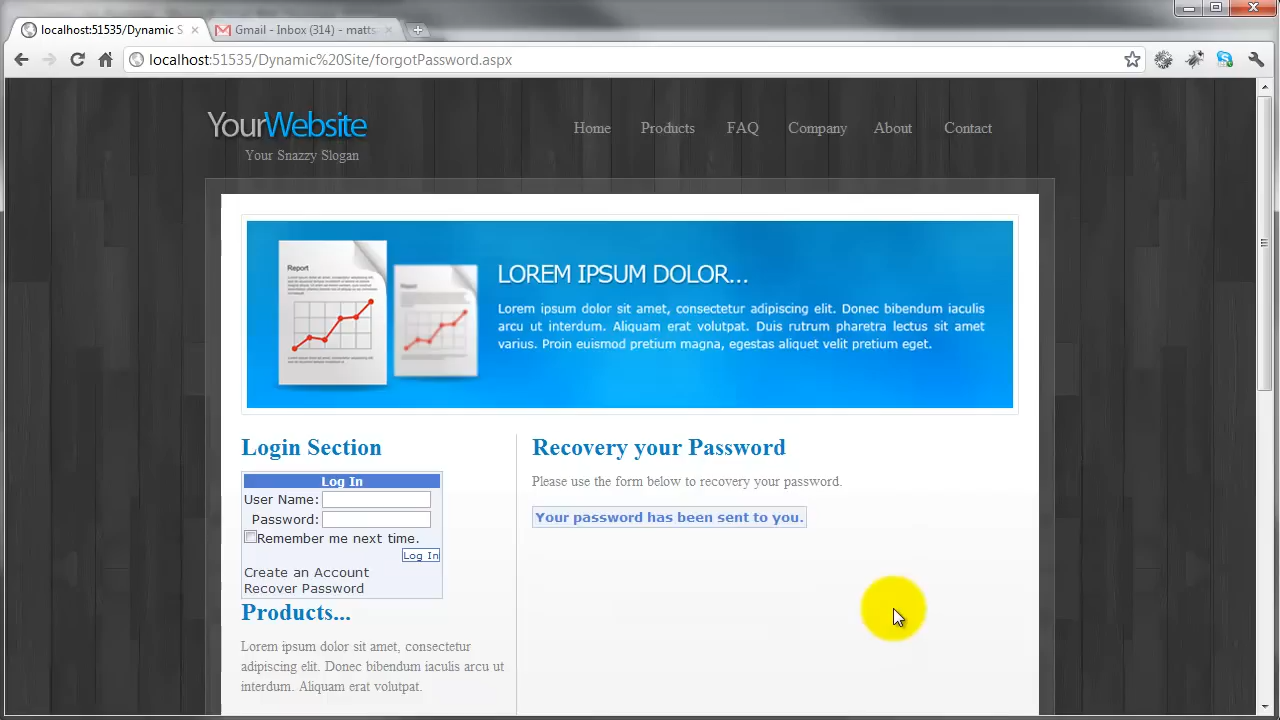 localhost:51535/Dynamic S
Gmail - Inbox (314) - matts
localhost:51535/Dynamic%20Site/forgotPassword.aspx
YourWebsite
Your Snazzy Slogan
Home Products FAQ Company About Contact
Report
Report
LOREM IPSUM DOLOR...
Lorem ipsum dolor sit amet, consectetur adipiscing elit. Donec bibendum iaculis
arcu ut interdum. Aliquam erat volutpat. Duis rutrum pharetra lectus sit amet
varius. Proin euismod pretium magna, egestas aliquet velit pretium eget.
Login Section
Log In
User Name:
Password:
Remember me next time.
Log In
Create an Account
Recover Password
Products...
Lorem ipsum dolor sit amet, consectetur
adipiscing elit. Donec bibendum iaculis arcu ut
interdum. Aliquam erat volutpat.
Recovery your Password
Please use the form below to recovery your password.
Your password has been sent to you.